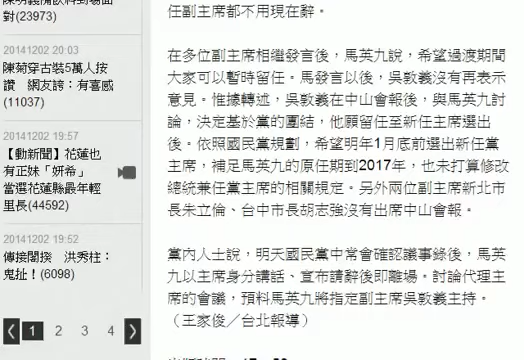 對(23973)
20141202 20:03
陳菊穿古裝5萬人按
讚　網友誇：有喜感
(11037)
20141202 19:57
【動新聞】花蓮也
有正妹「妍希」
當選花蓮縣最年輕
里長(44592)
20141202 19:52
傳接閣揆　洪秀柱：
鬼扯！(6098)
1 2 3 4
任副主席都不用現在辭。
在多位副主席相繼發言後，馬英九說，希望過渡期間
大家可以暫時留任。馬發言以後，吳敦義沒有再表示
意見。惟據轉述，吳敦義在中山會報後，與馬英九討
論，決定基於黨的團結，他願留任至新任主席選出
後。依照國民黨規劃，希望明年1月底前選出新任黨
主席，補足馬英九的原任期到2017年，也未打算修改
總統兼任黨主席的相關規定。另外兩位副主席新北市
長朱立倫、台中市長胡志強沒有出席中山會報。
黨內人士說，明天國民黨中常會確認議事錄後，馬英
九以主席身分講話、宣布請辭後即離場。討論代理主
席的會議，預料馬英九將指定副主席吳敦義主持。
（王家俊／台北報導）